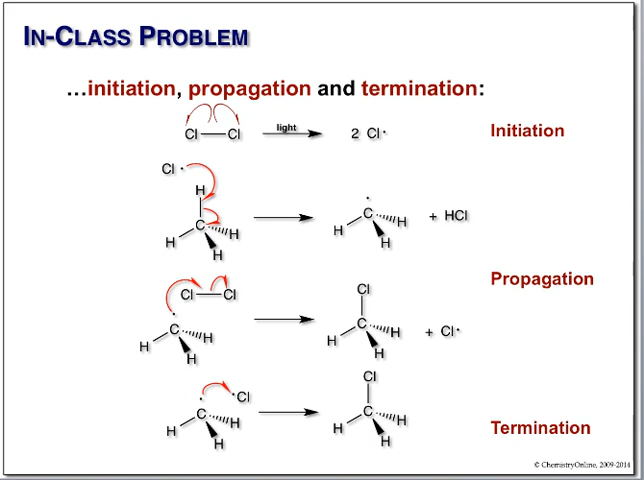 IN-CLASS PROBLEM
…initiation, propagation and termination:
Cl Cl light 2 Cl· Initiation
Cl ·
H
C H H H C H H H + HCl
Propagation
Cl Cl Cl
C H H H C H H H + Cl·
· ·Cl Cl
C H H H C H H H
Termination
© ChemistryOnline, 2009-2014